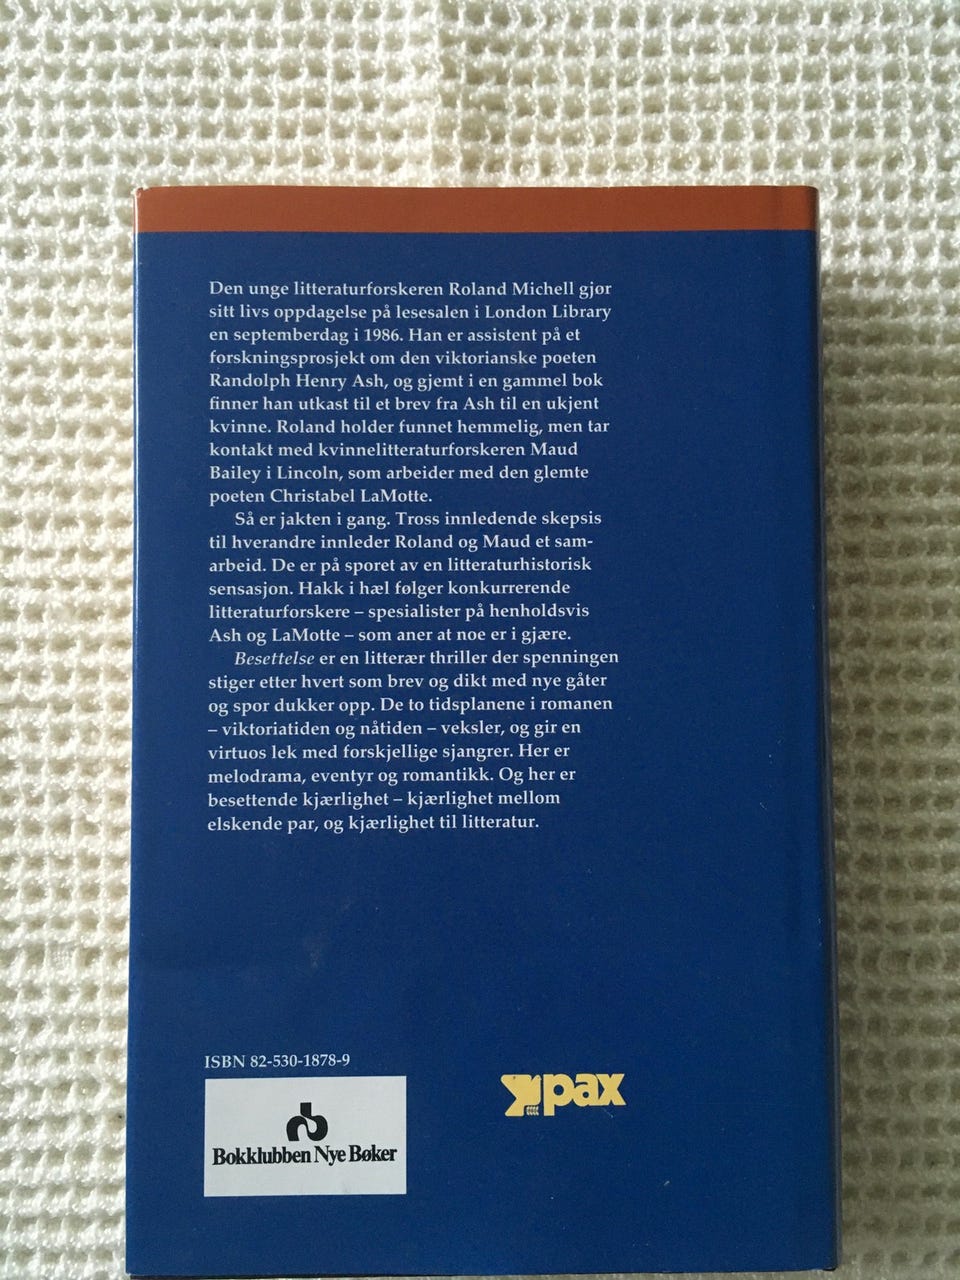 Den unge litteraturforskeren Roland Michell gjør
sitt livs oppdagelse på lesesalen i London Library
en septemberdag i 1986. Han er assistent på et
forskningsprosjekt om den viktorianske poeten
Randolph Henry Ash, og gjemt i en gammel bok
finner han utkast til et brev fra Ash til en ukjent
kvinne. Roland holder funnet hemmelig, men tar
kontakt med kvinnelitteraturforskeren Maud
Bailey i Lincoln, som arbeider med den glemte
poeten Christabel LaMotte.
Så er jakten i gang. Tross innledende skepsis
til hverandre innleder Roland og Maud et sam-
arbeid. De er på sporet av en litteraturhistorisk
sensasjon. Hakk i hæl følger konkurrerende
litteraturforskere – spesialister på henholdsvis
Ash og LaMotte – som aner at noe er i gjære.
Besettelse er en litterær thriller der spenningen
stiger etter hvert som brev og dikt med nye gåter
og spor dukker opp. De to tidsplanene i romanen
– viktoriatiden og nåtiden – veksler, og gir en
virtuos lek med forskjellige sjangrer. Her er
melodrama, eventyr og romantikk. Og her er
besettende kjærlighet – kjærlighet mellom
elskende par, og kjærlighet til litteratur.
ISBN 82-530-1878-9
pax
Bokklubben Nye Bøker